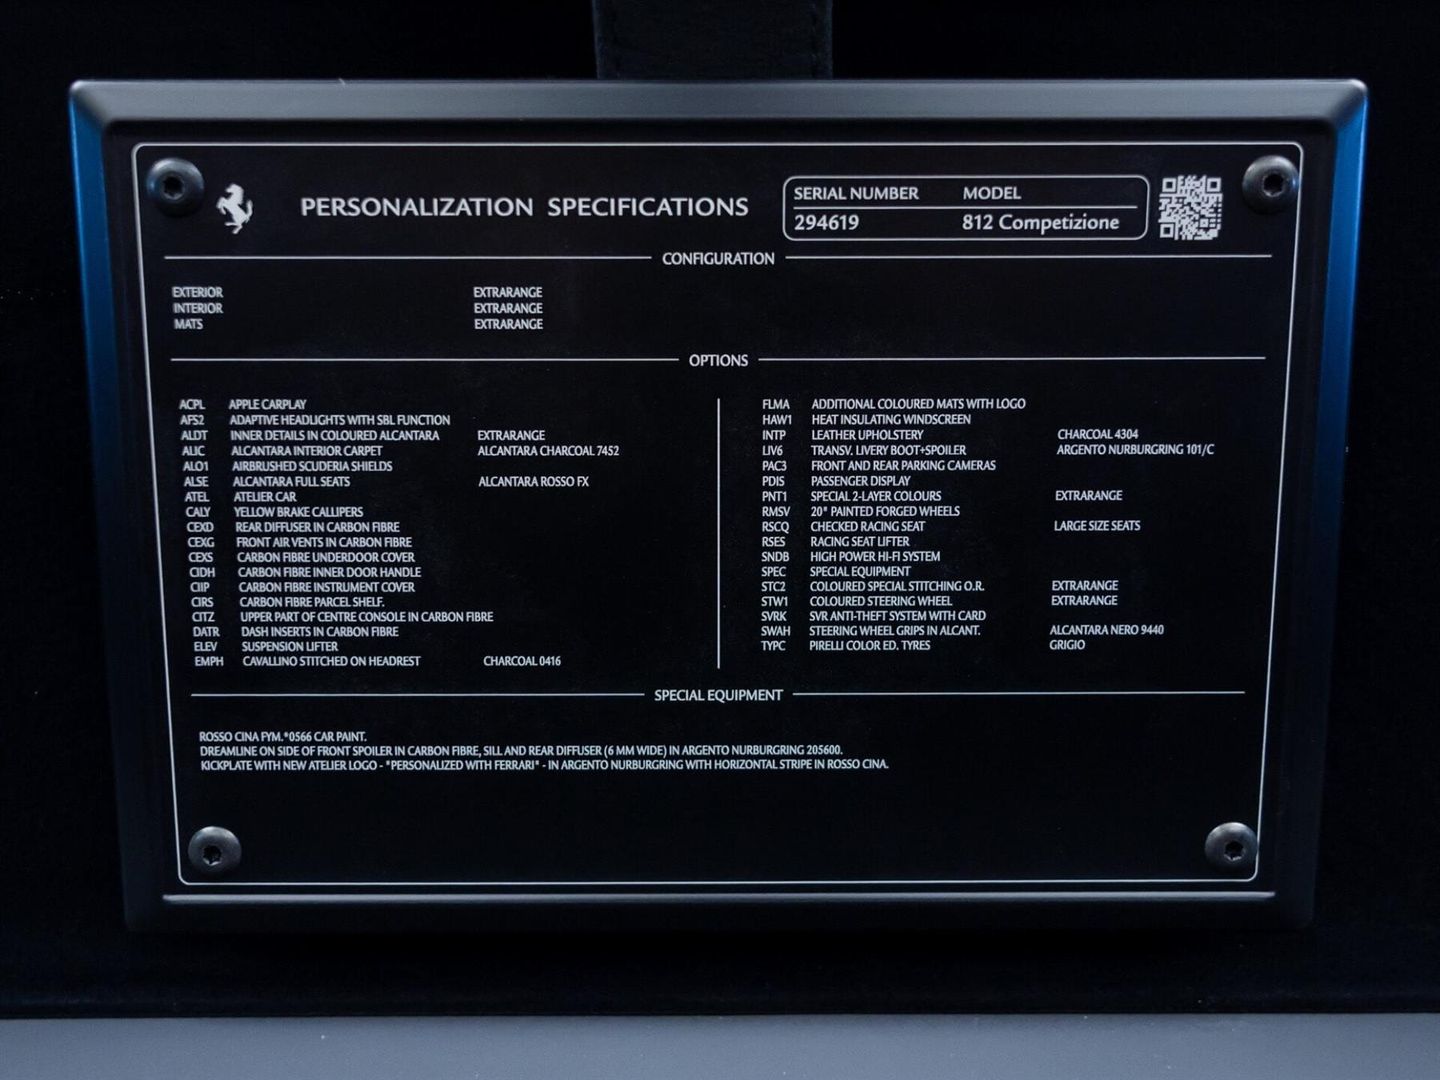 PERSONALIZATION SPECIFICATIONS
SERIAL NUMBER MODEL
294619 812 Competizione
CONFIGURATION
EXTERIOR EXTRARANGE
INTERIOR EXTRARANGE
MATS EXTRARANGE
OPTIONS
ACPL APPLE CARPLAY
AFS2 ADAPTIVE HEADLIGHTS WITH SBL FUNCTION
ALDT INNER DETAILS IN COLOURED ALCANTARA EXTRARANGE
ALIC ALCANTARA INTERIOR CARPET ALCANTARA CHARCOAL 7452
ALO1 AIRBRUSHED SCUDERIA SHIELDS
ALSE ALCANTARA FULL SEATS ALCANTARA ROSSO FX
ATEL ATELIER CAR
CALY YELLOW BRAKE CALLIPERS
CEXD REAR DIFFUSER IN CARBON FIBRE
CEXG FRONT AIR VENTS IN CARBON FIBRE
CEXS CARBON FIBRE UNDERDOOR COVER
CIDH CARBON FIBRE INNER DOOR HANDLE
CIIP CARBON FIBRE INSTRUMENT COVER
CIRS CARBON FIBRE PARCEL SHELF.
CITZ UPPER PART OF CENTRE CONSOLE IN CARBON FIBRE
DATR DASH INSERTS IN CARBON FIBRE
ELEV SUSPENSION LIFTER
EMPH CAVALLINO STITCHED ON HEADREST CHARCOAL 0416
FLMA ADDITIONAL COLOURED MATS WITH LOGO
HAW1 HEAT INSULATING WINDSCREEN
INTP LEATHER UPHOLSTERY CHARCOAL 4304
LIV6 TRANSV. LIVERY BOOT+SPOILER ARGENTO NURBURGRING 101/C
PAC3 FRONT AND REAR PARKING CAMERAS
PDIS PASSENGER DISPLAY
PNT1 SPECIAL 2-LAYER COLOURS EXTRARANGE
RMSV 20" PAINTED FORGED WHEELS
RSCQ CHECKED RACING SEAT LARGE SIZE SEATS
RSES RACING SEAT LIFTER
SNDB HIGH POWER HI-FI SYSTEM
SPEC SPECIAL EQUIPMENT
STC2 COLOURED SPECIAL STITCHING O.R. EXTRARANGE
STW1 COLOURED STEERING WHEEL EXTRARANGE
SVRK SVR ANTI-THEFT SYSTEM WITH CARD
SWAH STEERING WHEEL GRIPS IN ALCANT. ALCANTARA NERO 9440
TYPC PIRELLI COLOR ED. TYRES GRIGIO
SPECIAL EQUIPMENT
ROSSO CINA FYM.*0566 CAR PAINT.
DREAMLINE ON SIDE OF FRONT SPOILER IN CARBON FIBRE, SILL AND REAR DIFFUSER (6 MM WIDE) IN ARGENTO NURBURGRING 205600.
KICKPLATE WITH NEW ATELIER LOGO - "PERSONALIZED WITH FERRARI" - IN ARGENTO NURBURGRING WITH HORIZONTAL STRIPE IN ROSSO CINA.